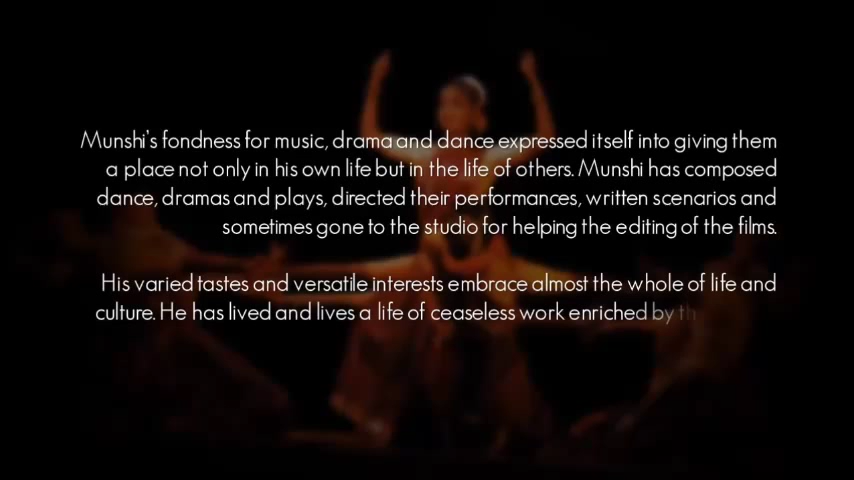 Munshi's fondness for music, drama and dance expressed itself into giving them
a place not only in his own life but in the life of others. Munshi has composed
dance, dramas and plays, directed their performances, written scenarios and
sometimes gone to the studio for helping the editing of the films.
His varied tastes and versatile interests embrace almost the whole of life and
culture. He has lived and lives a life of ceaseless work enriched by